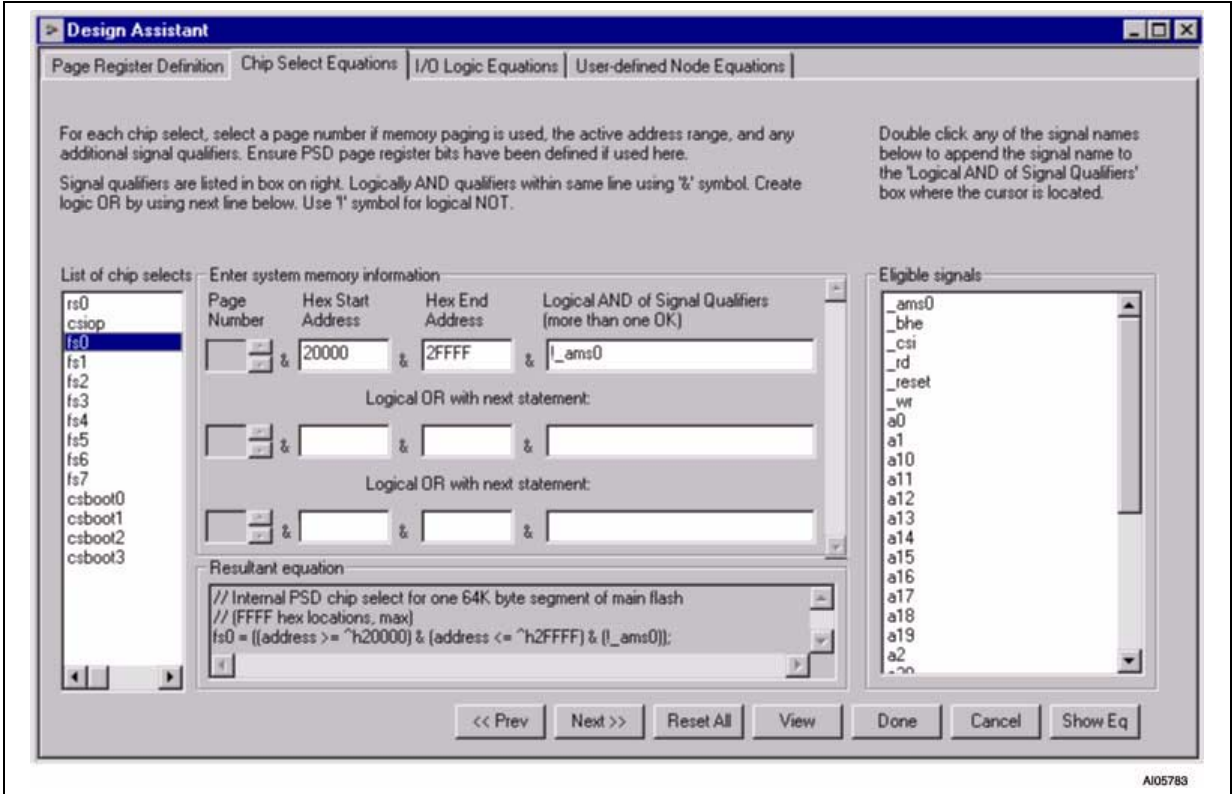 Design Assistant
Page Register Definition Chip Select Equations I/O Logic Equations User-defined Node Equations
For each chip select, select a page number if memory paging is used, the active address range, and any
additional signal qualifiers. Ensure PSD page register bits have been defined if used here.
Signal qualifiers are listed in box on right. Logically AND qualifiers within same line using '&' symbol. Create
logic OR by using next line below. Use '!' symbol for logical NOT.
Double click any of the signal names
below to append the signal name to
the 'Logical AND of Signal Qualifiers'
box where the cursor is located.
List of chip selects
rs0
csiop
fs0
fs1
fs2
fs3
fs4
fs5
fs6
fs7
csboot0
csboot1
csboot2
csboot3
Enter system memory information
Page Hex Start Hex End Logical AND of Signal Qualifiers
Number Address Address (more than one OK)
& 20000 & 2FFFF & !_ams0
Logical OR with next statement:
& & &
Logical OR with next statement:
& & &
Resultant equation
// Internal PSD chip select for one 64K byte segment of main flash
// (FFFF hex locations, max)
fs0 = ((address >= ^h20000) & (address <= ^h2FFFF) & (!_ams0));
Eligible signals
_ams0
_bhe
_csi
_rd
_reset
_wr
a0
a1
a10
a11
a12
a13
a14
a15
a16
a17
a18
a19
a2
<< Prev Next >> Reset All View Done Cancel Show Eq
AI05783